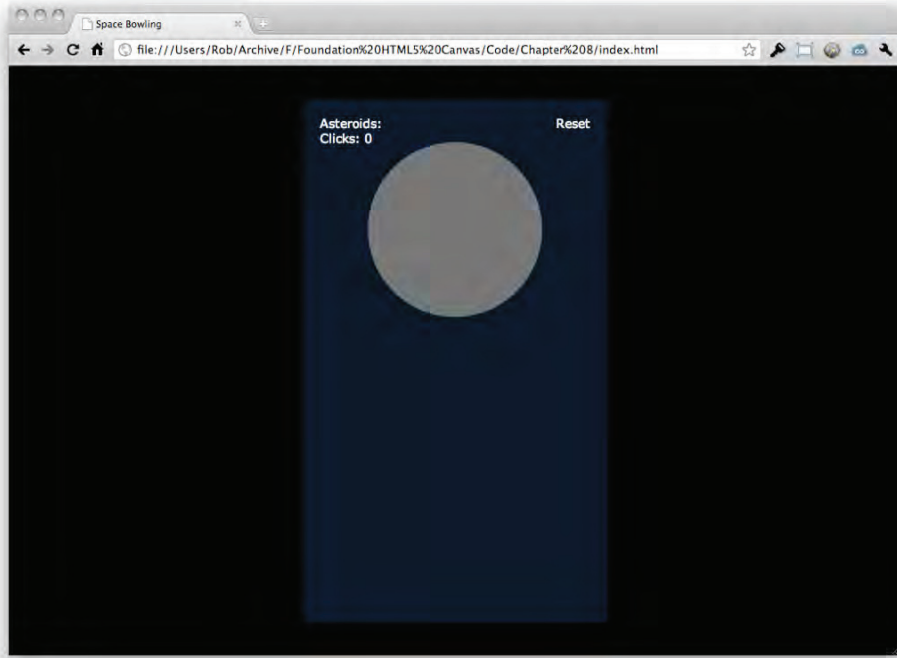 Space Bowling
file:///Users/Rob/Archive/F/Foundation%20HTML5%20Canvas/Code/Chapter%208/index.html
Asteroids:
Reset
Clicks: 0